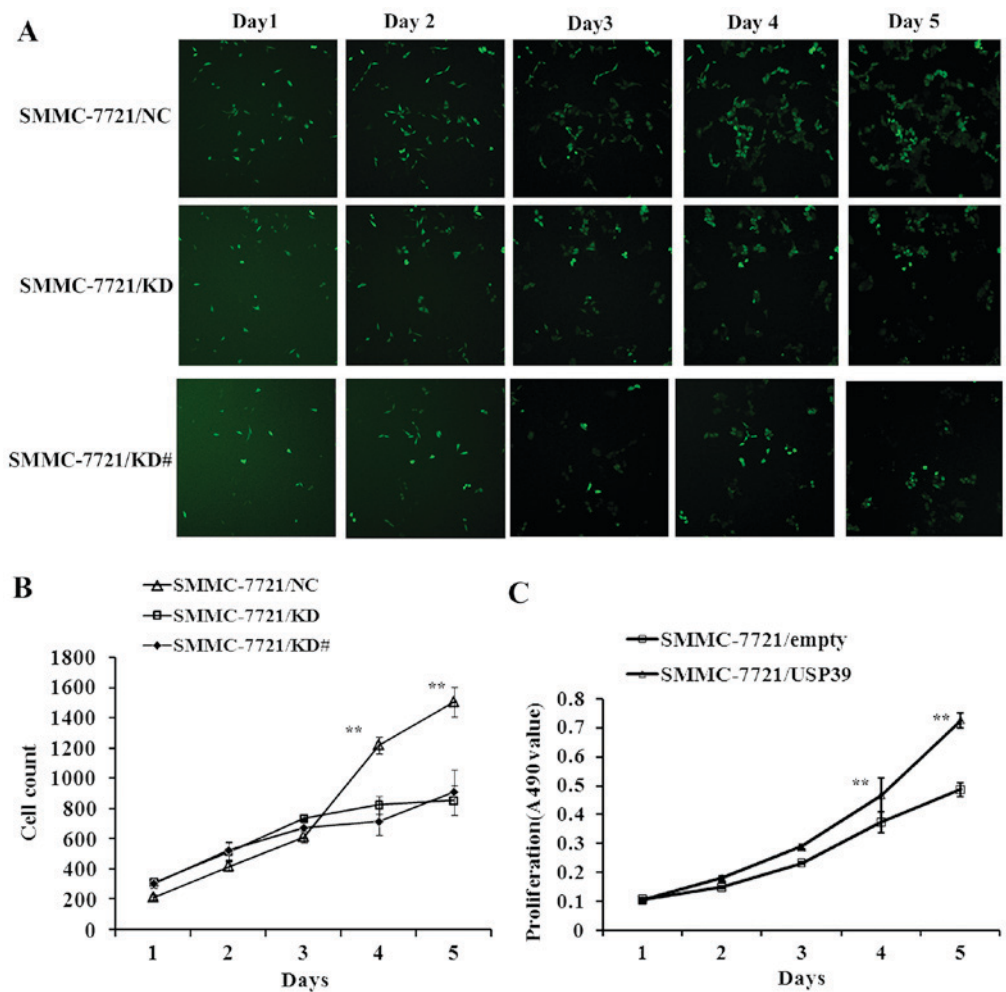 A
Day1
Day 2
Day3
Day 4
Day 5
SMMC-7721/NC
SMMC-7721/KD
SMMC-7721/KD#
B
SMMC-7721/NC
SMMC-7721/KD
SMMC-7721/KD#
Cell count
1800
1600
1400
1200
1000
800
600
400
200
0
**
**
1 2 3 4 5
Days
C
SMMC-7721/empty
SMMC-7721/USP39
Proliferation(A490 value)
0.8
0.7
0.6
0.5
0.4
0.3
0.2
0.1
0
**
**
1 2 3 4 5
Days